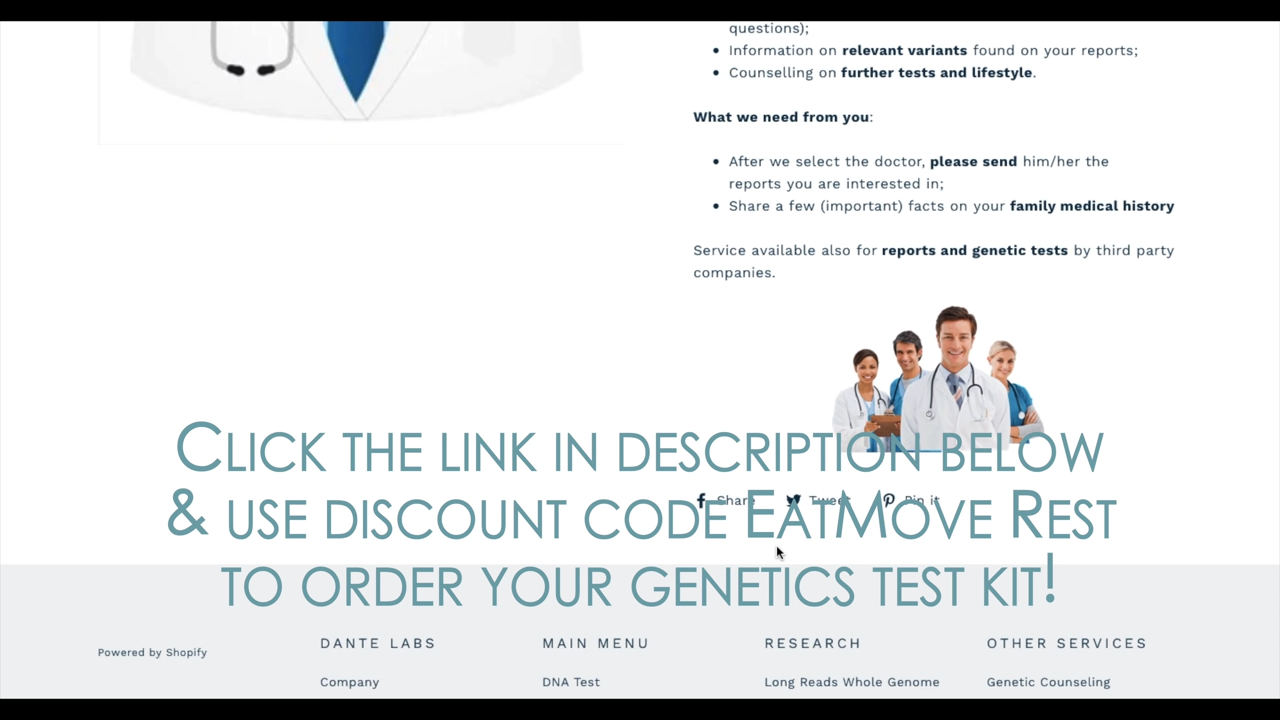 questions);
• Information on relevant variants found on your reports;
• Counselling on further tests and lifestyle.
What we need from you:
• After we select the doctor, please send him/her the
reports you are interested in;
• Share a few (important) facts on your family medical history
Service available also for reports and genetic tests by third party
companies.
Click the link in description below
Share Tweet Pin it
& use discount code EatMove Rest
to order your genetics test kit!
Powered by Shopify
DANTE LABS
Company
MAIN MENU
DNA Test
RESEARCH
Long Reads Whole Genome
OTHER SERVICES
Genetic Counseling